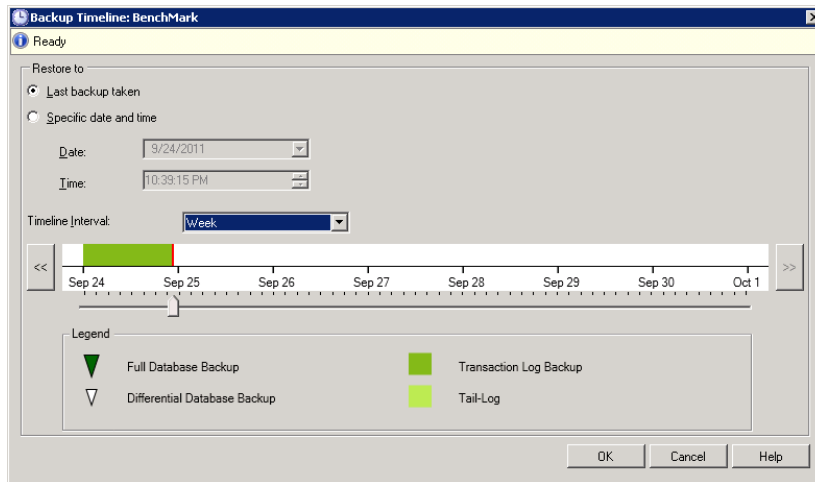 Backup Timeline: BenchMark
Ready
Restore to
Last backup taken
Specific date and time
Date: 9/24/2011
Time: 10:39:15 PM
Timeline Interval: Week
<< >>
Sep 24 Sep 25 Sep 26 Sep 27 Sep 28 Sep 29 Sep 30 Oct 1
Legend
Full Database Backup Transaction Log Backup
Differential Database Backup Tail-Log
OK Cancel Help